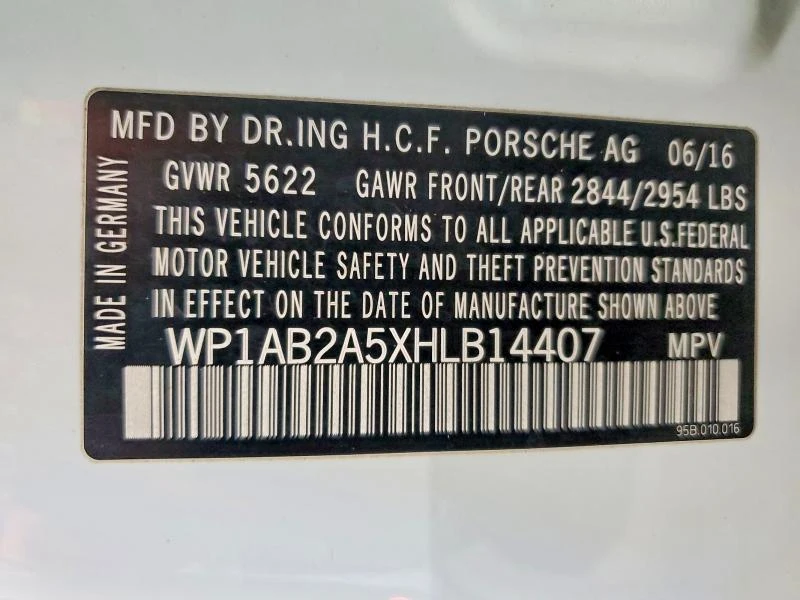 MFD BY DR.ING H.C.F. PORSCHE AG 06/16
GVWR 5622 GAWR FRONT/REAR 2844/2954 LBS
THIS VEHICLE CONFORMS TO ALL APPLICABLE U.S.FEDERAL
MOTOR VEHICLE SAFETY AND THEFT PREVENTION STANDARDS
IN EFFECT ON THE DATE OF MANUFACTURE SHOWN ABOVE.
WP1AB2A5XHLB14407 MPV
95B.010.016
MADE IN GERMANY